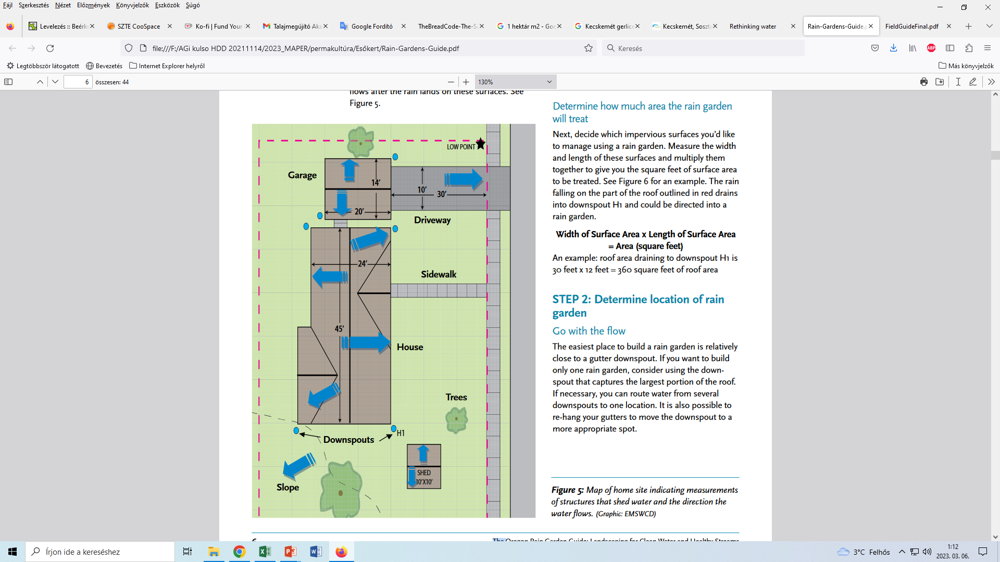 Fájl Szerkesztés Nézet Előzmények Könyvjelzők Eszközök Súgó
Levelezés :: Beérk
SZTE CooSpace
Ko-fi | Fund Your
Talajmegújító Aka
Google Fordító
TheBreadCode-The-S
1 hektár m2 - Goo
Kecskemét gerlice
Kecskemét, Soszt
Rethinking water
Rain-Gardens-Guide.p
FieldGuideFinal.pdf
file:///F:/AGi kulso HDD 20211114/2023_MAPER/permakultúra/Esőkert/Rain-Gardens-Guide.pdf
Keresés
ABP
Legtöbbször látogatott Bevezetés Internet Explorer helyről Más könyvjelzők
6 összesen: 44 130%
flows after the rain lands on these surfaces. See
Figure 5.
LOW POINT
Garage
14'
10'
30'
20'
Driveway
24'
Sidewalk
45'
House
Trees
H1
Downspouts
SHED
10'X10'
Slope
Determine how much area the rain garden
will treat
Next, decide which impervious surfaces you'd like
to manage using a rain garden. Measure the width
and length of these surfaces and multiply them
together to give you the square feet of surface area
to be treated. See Figure 6 for an example. The rain
falling on the part of the roof outlined in red drains
into downspout H1 and could be directed into a
rain garden.
Width of Surface Area x Length of Surface Area
= Area (square feet)
An example: roof area draining to downspout H1 is
30 feet x 12 feet = 360 square feet of roof area
STEP 2: Determine location of rain
garden
Go with the flow
The easiest place to build a rain garden is relatively
close to a gutter downspout. If you want to build
only one rain garden, consider using the down-
spout that captures the largest portion of the roof.
If necessary, you can route water from several
downspouts to one location. It is also possible to
re-hang your gutters to move the downspout to a
more appropriate spot.
Figure 5: Map of home site indicating measurements
of structures that shed water and the direction the
water flows. (Graphic: EMSWCD)
6 The Oregon Rain Garden Guide: Landscaping for Clean Water and Healthy Streams
Írjon ide a kereséshez
3°C Felhős
1:12
2023. 03. 06.